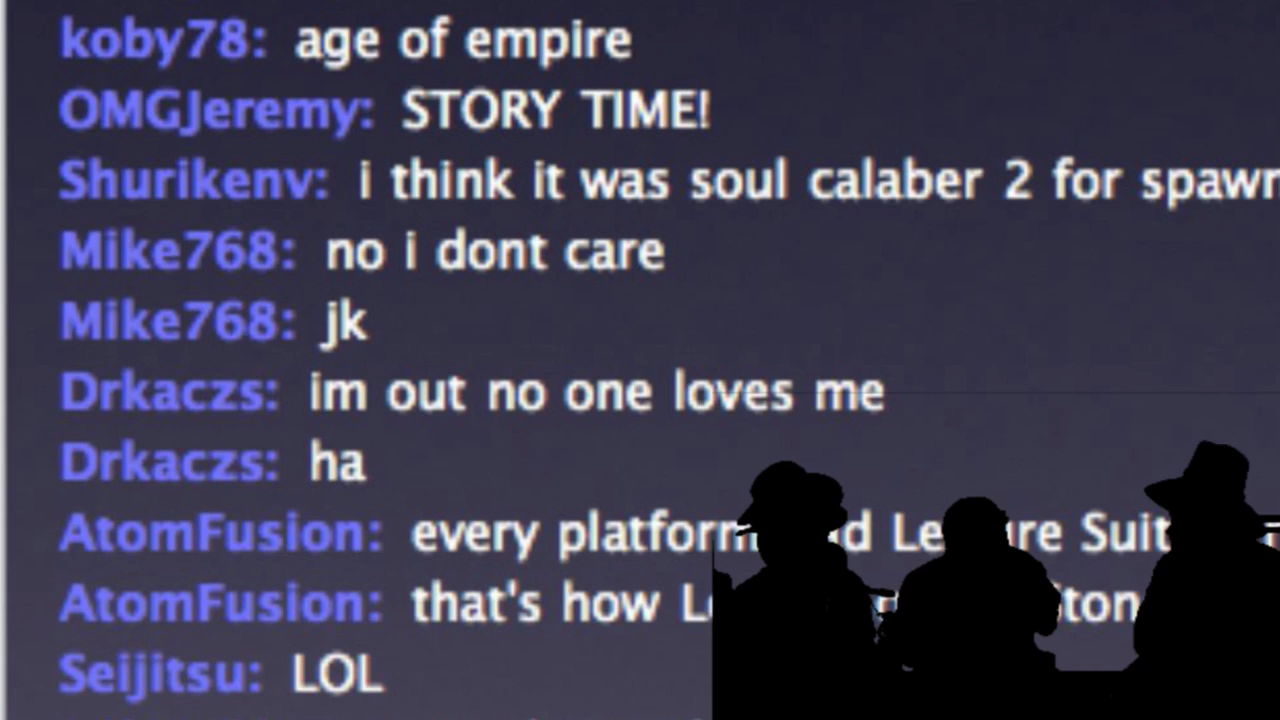 koby78: age of empire
OMGJeremy: STORY TIME!
Shurikenv: i think it was soul calaber 2 for
Mike768: no i dont care
Mike768: jk
Drkaczs: im out no one loves me
Drkaczs: ha
AtomFusion: every platform
AtomFusion: that's how
Seijitsu: LOL